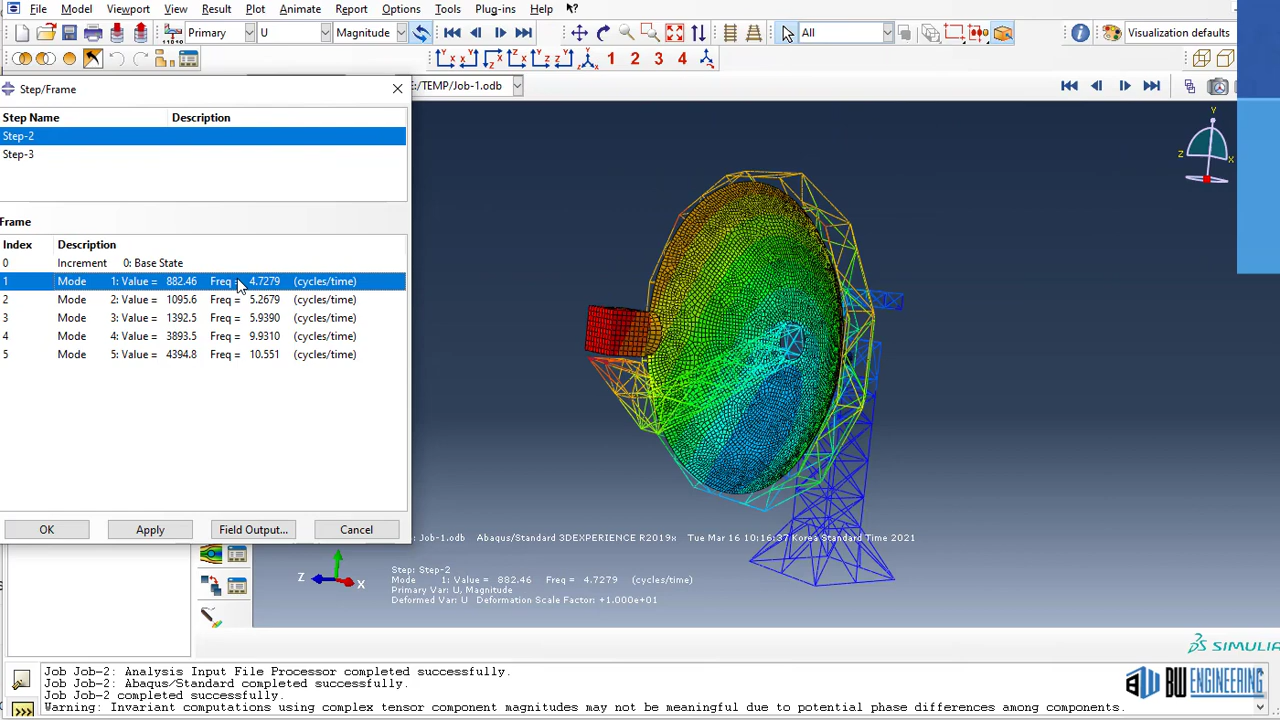 File Model Viewport View Result Plot Animate Report Options Tools Plug-ins Help
Primary U Magnitude All Visualization defaults
1 2 3 4
Step/Frame
E:/TEMP/Job-1.odb
Step Name Description
Step-2
Step-3
Frame
Index Description
0 Increment 0: Base State
1 Mode 1: Value = 882.46 Freq = 4.7279 (cycles/time)
2 Mode 2: Value = 1095.6 Freq = 5.2679 (cycles/time)
3 Mode 3: Value = 1392.5 Freq = 5.9390 (cycles/time)
4 Mode 4: Value = 3893.5 Freq = 9.9310 (cycles/time)
5 Mode 5: Value = 4394.8 Freq = 10.551 (cycles/time)
OK Apply Field Output... Cancel
Y
Z X
: Job-1.odb Abaqus/Standard 3DEXPERIENCE R2019x Tue Mar 16 10:16:37 Korea Standard Time 2021
Z X
Step: Step-2
Mode 1: Value = 882.46 Freq = 4.7279 (cycles/time)
Primary Var: U, Magnitude
Deformed Var: U Deformation Scale Factor: +1.000e+01
SIMULIA
Job Job-2: Analysis Input File Processor completed successfully.
Job Job-2: Abaqus/Standard completed successfully.
Job Job-2 completed successfully.
Warning: Invariant computations using complex tensor component magnitudes may not be meaningful due to potential phase differences among components.
BW ENGINEERING